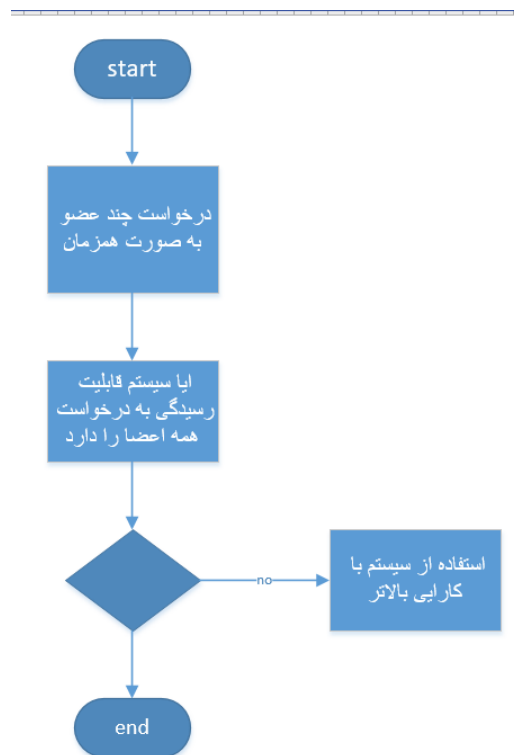 start
درخواست چند عضو
به صورت همزمان
ایا سیستم قابلیت
رسیدگی به درخواست
همه اعضا را دارد
no
استفاده از سیستم با
کارایی بالاتر
end